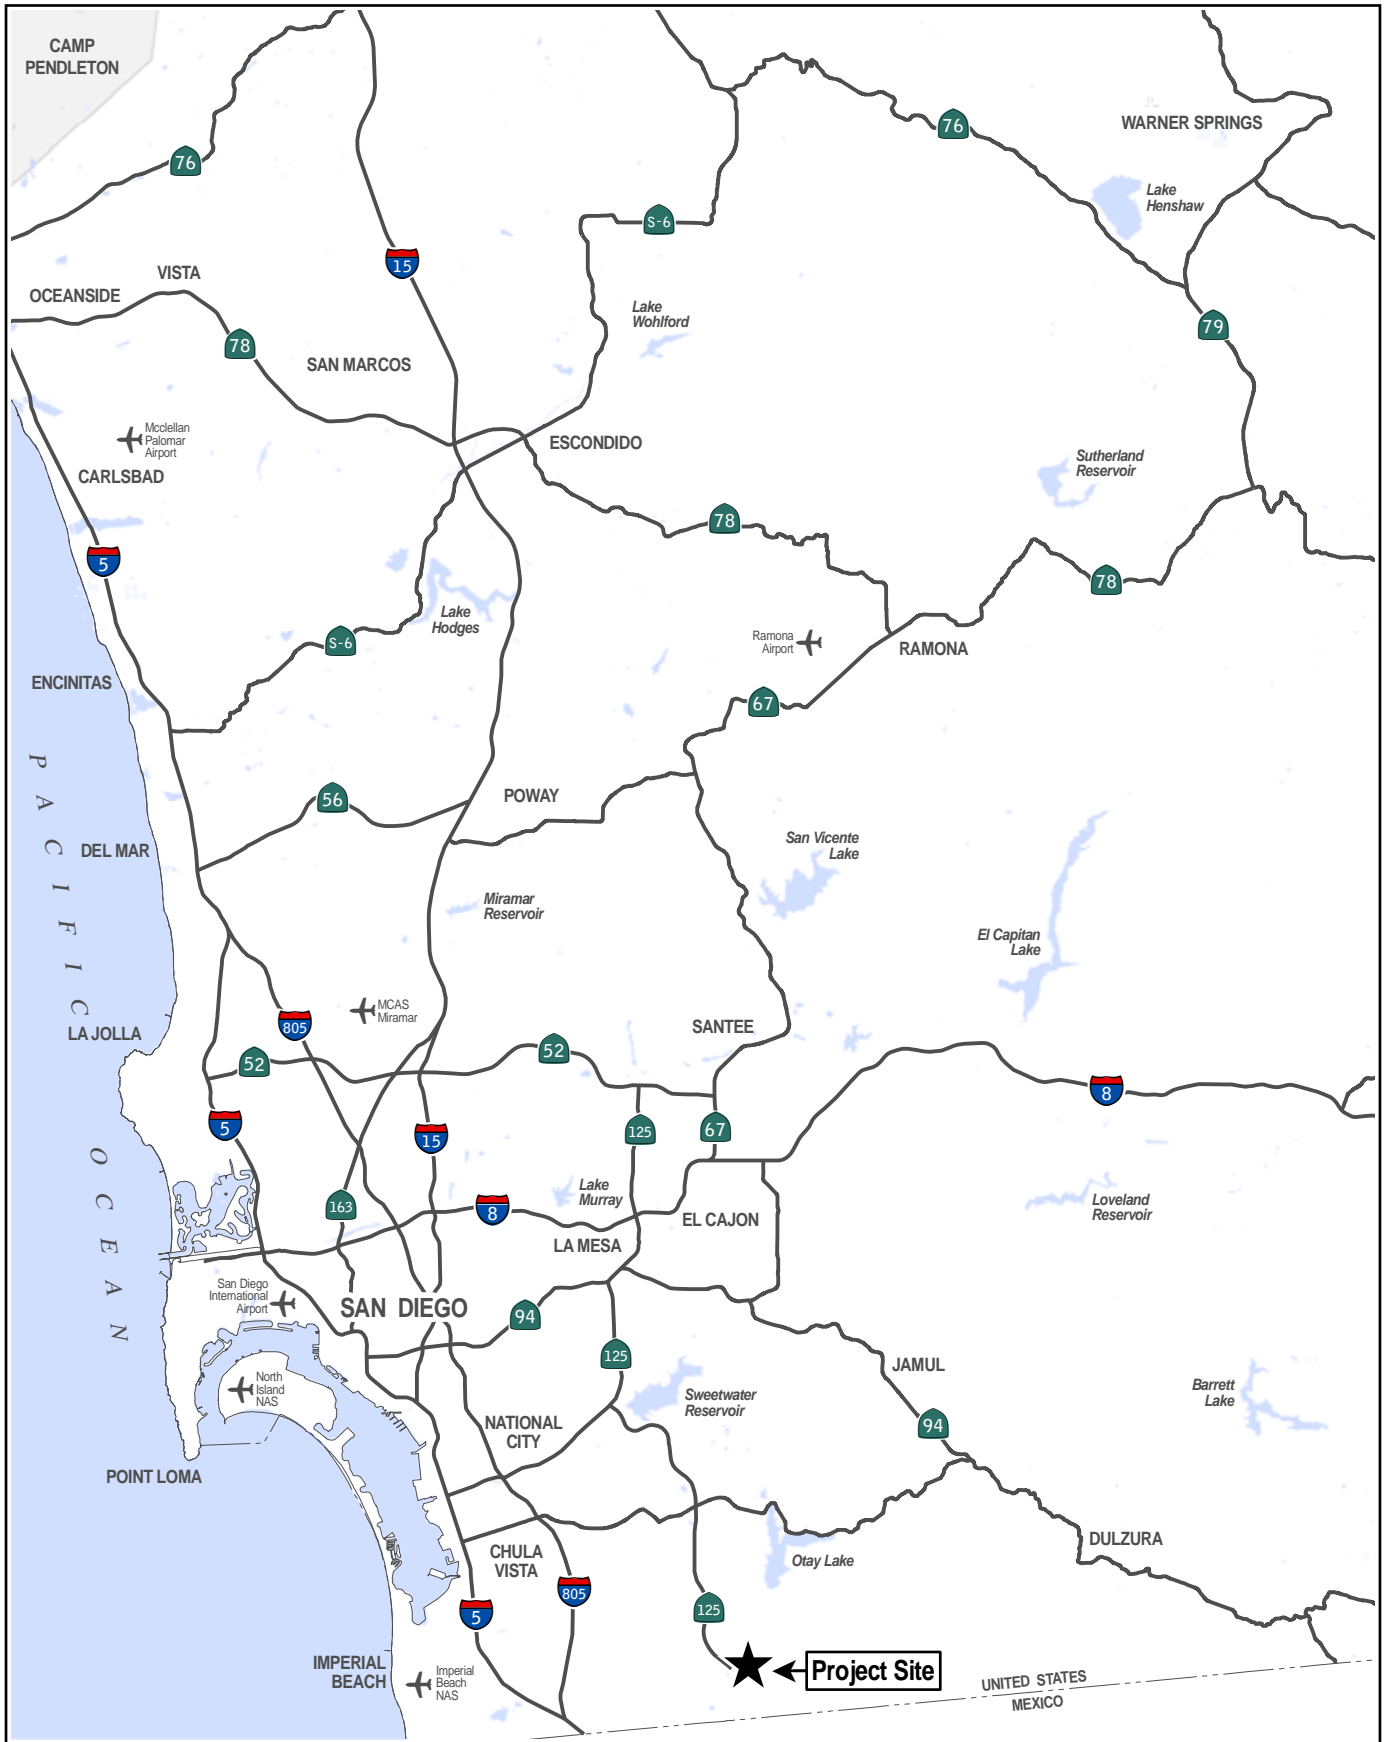 CAMP
PENDLETON
76
WARNER SPRINGS
76
Lake
Henshaw
S-6
15
VISTA
OCEANSIDE
Lake
Wohlford
79
78
SAN MARCOS
Mcclellan
Palomar
Airport
ESCONDIDO
CARLSBAD
Sutherland
Reservoir
78
5
78
Lake
Hodges
S-6
Ramona
Airport
RAMONA
ENCINITAS
67
PACIFIC
56
POWAY
DEL MAR
San Vicente
Lake
Miramar
Reservoir
El Capitan
Lake
MCAS
Miramar
805
LA JOLLA
SANTEE
52
52
8
5
15
125
67
OCEAN
Lake
Murray
Loveland
Reservoir
163
8
EL CAJON
LA MESA
San Diego
International
Airport
SAN DIEGO
94
125
JAMUL
North
Island
NAS
Sweetwater
Reservoir
Barrett
Lake
NATIONAL
CITY
94
POINT LOMA
DULZURA
CHULA
VISTA
Otay Lake
805
5
125
IMPERIAL
BEACH
Imperial
Beach
NAS
Project Site
UNITED STATES
MEXICO